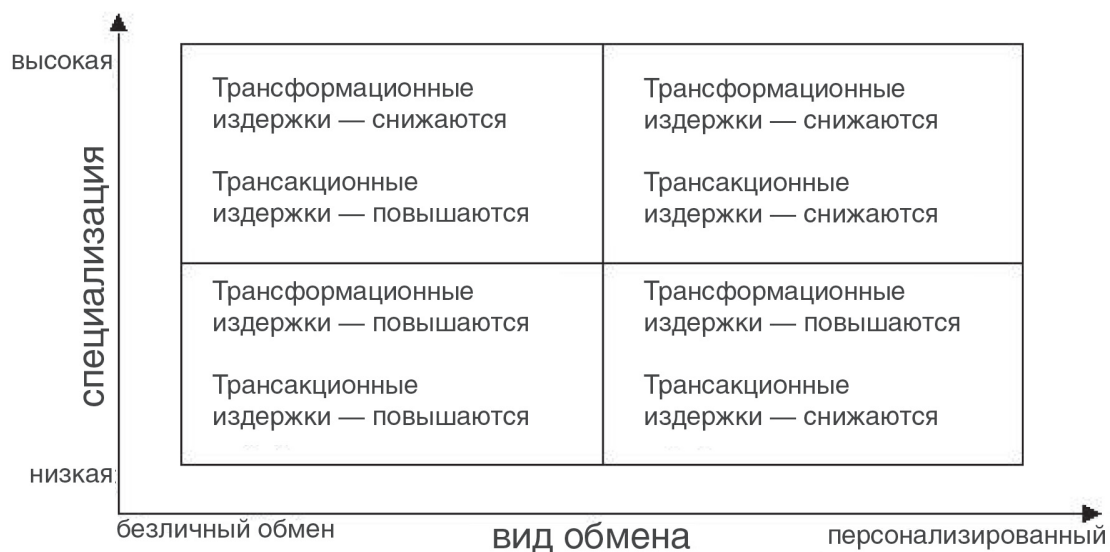 высокая
специализация
низкая
Трансформационные
издержки — снижаются
Трансакционные
издержки — повышаются
Трансформационные
издержки — снижаются
Трансакционные
издержки — снижаются
Трансформационные
издержки — повышаются
Трансакционные
издержки — повышаются
Трансформационные
издержки — повышаются
Трансакционные
издержки — снижаются
безличный обмен
вид обмена
персонализированный